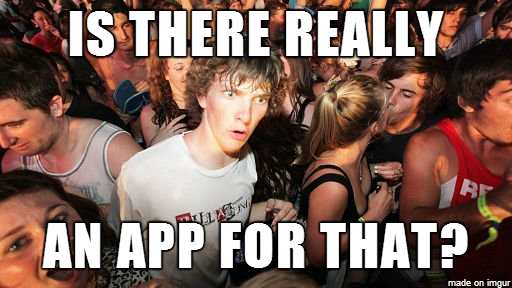 IS THERE REALLY
AN APP FOR THAT?
made on imgur